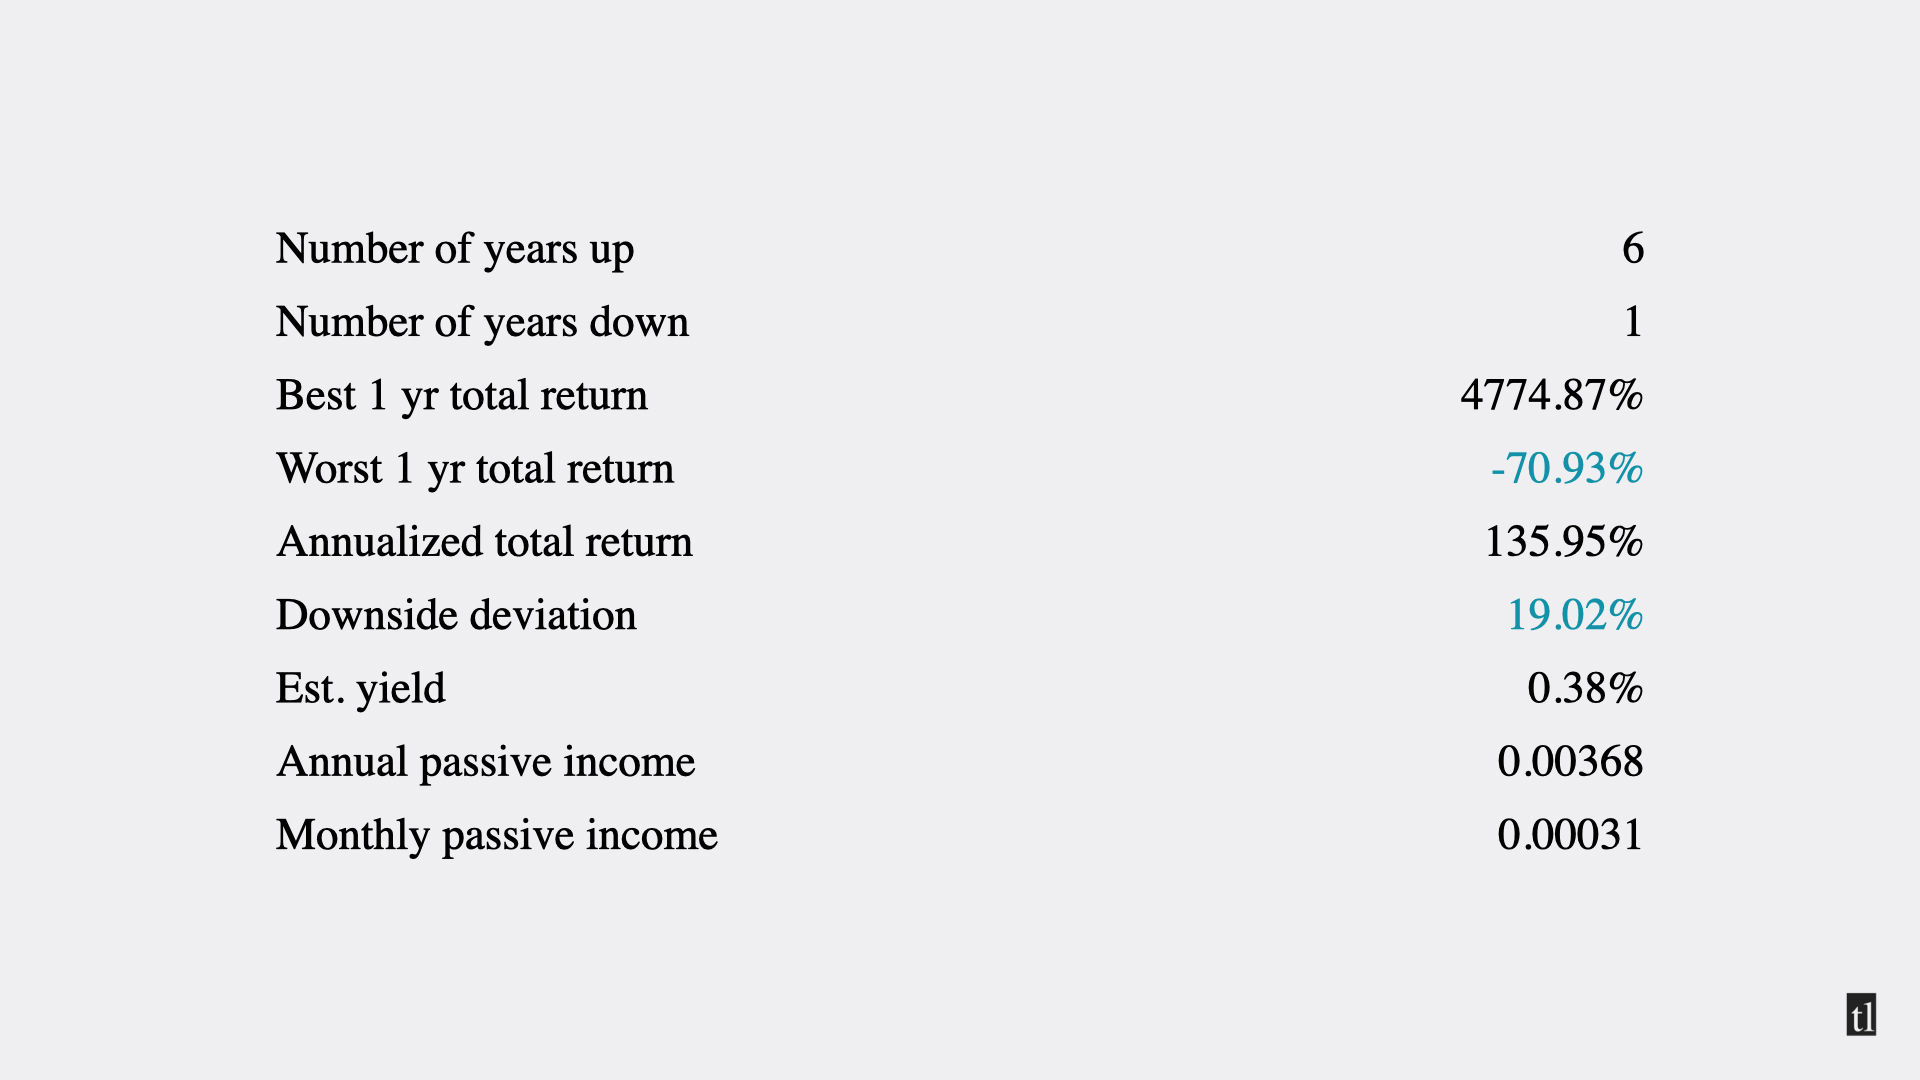 Number of years up 6
Number of years down 1
Best 1 yr total return 4774.87%
Worst 1 yr total return -70.93%
Annualized total return 135.95%
Downside deviation 19.02%
Est. yield 0.38%
Annual passive income 0.00368
Monthly passive income 0.00031
tl